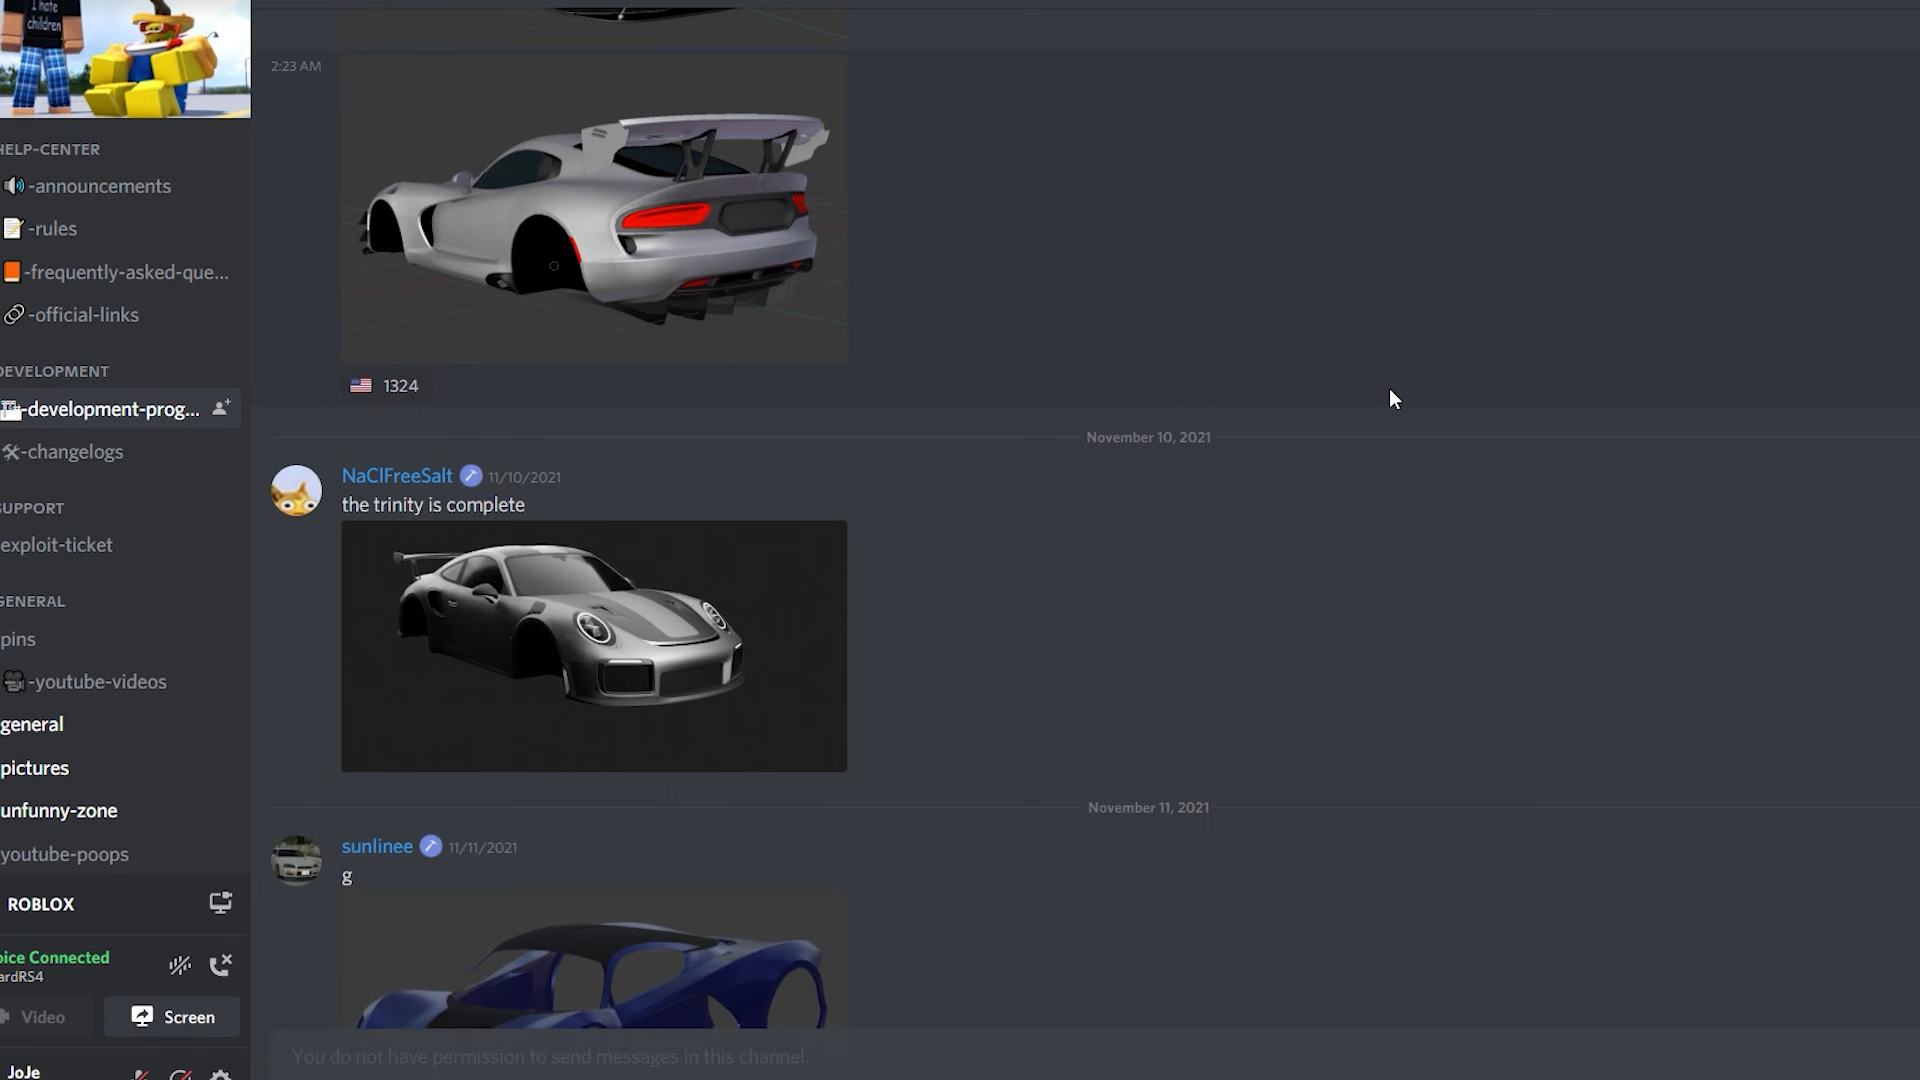 I hate
children
HELP-CENTER
-announcements
-rules
-frequently-asked-que...
-official-links
DEVELOPMENT
-development-prog...
-changelogs
SUPPORT
exploit-ticket
GENERAL
pins
-youtube-videos
general
pictures
unfunny-zone
youtube-poops
ROBLOX
oice Connected
ardRS4
Video
Screen
JoJe
2:23 AM
1324
November 10, 2021
NaClFreeSalt 11/10/2021
the trinity is complete
November 11, 2021
sunlinee 11/11/2021
g
You do not have permission to send messages in this channel.